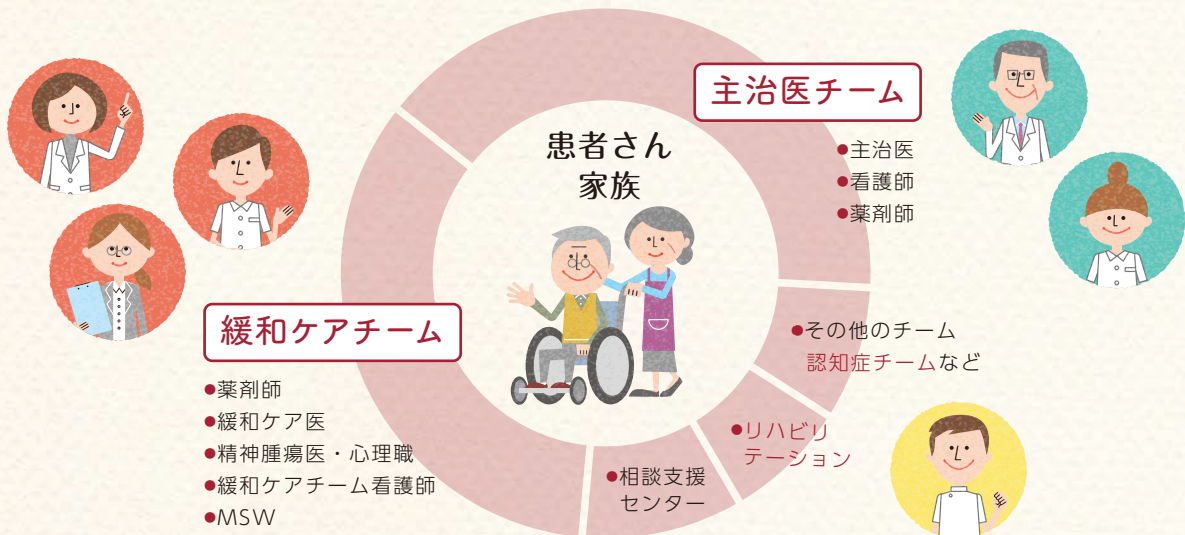 患者さん
家族
主治医チーム
●主治医
●看護師
●薬剤師
緩和ケアチーム
●薬剤師
●緩和ケア医
●精神腫瘍医・心理職
●緩和ケアチーム看護師
●MSW
●その他のチーム
認知症チームなど
●リハビリ
テーション
●相談支援
センター